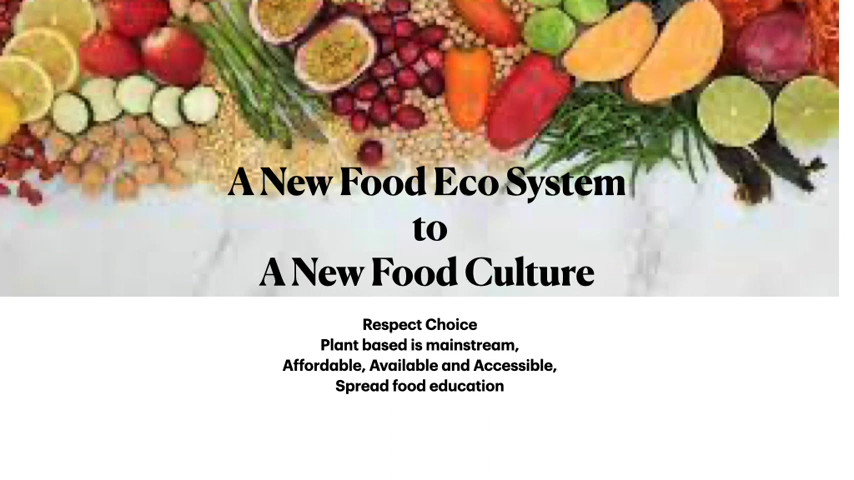 A New Food Eco System
to
A New Food Culture
Respect Choice
Plant based is mainstream,
Affordable, Available and Accessible,
Spread food education